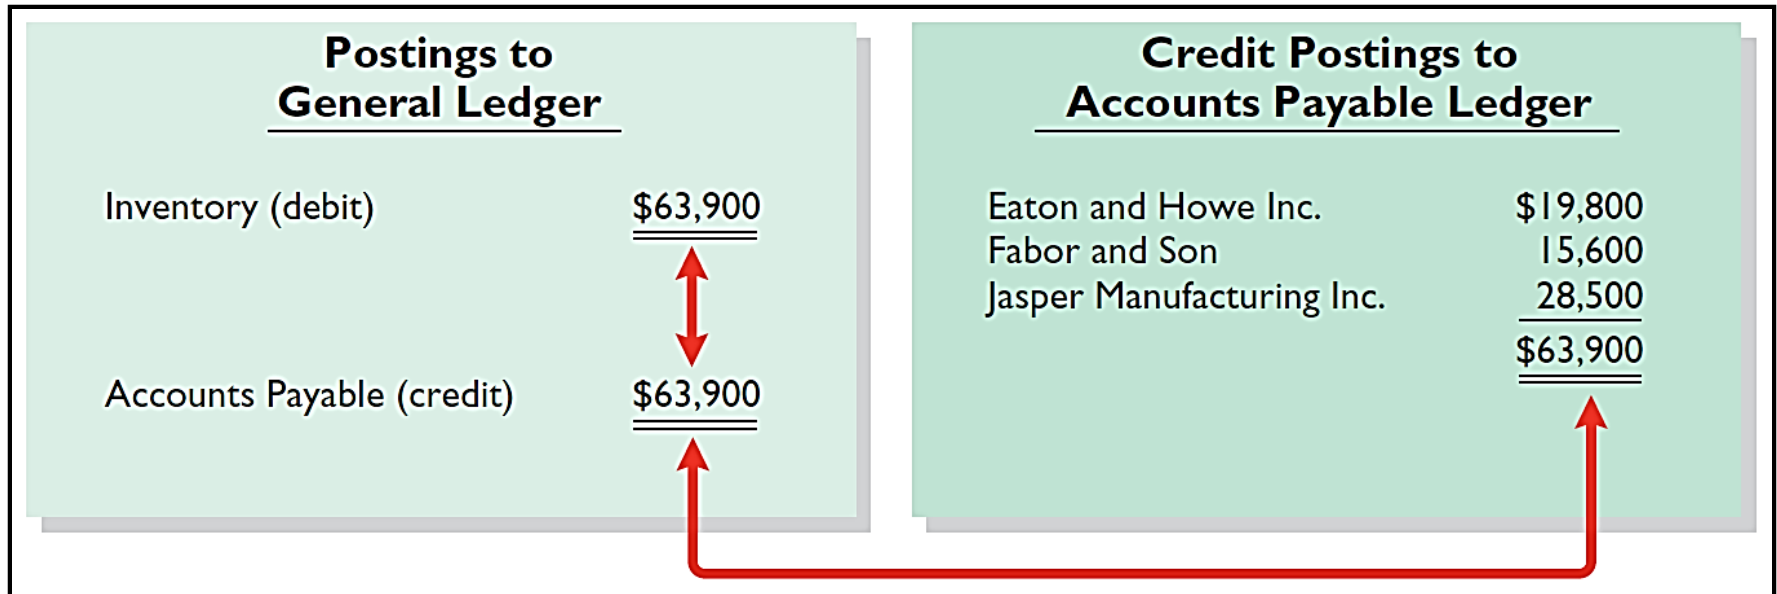 Postings to
General Ledger
Inventory (debit) $63,900
Accounts Payable (credit) $63,900
Credit Postings to
Accounts Payable Ledger
Eaton and Howe Inc. $19,800
Fabor and Son 15,600
Jasper Manufacturing Inc. 28,500
$63,900